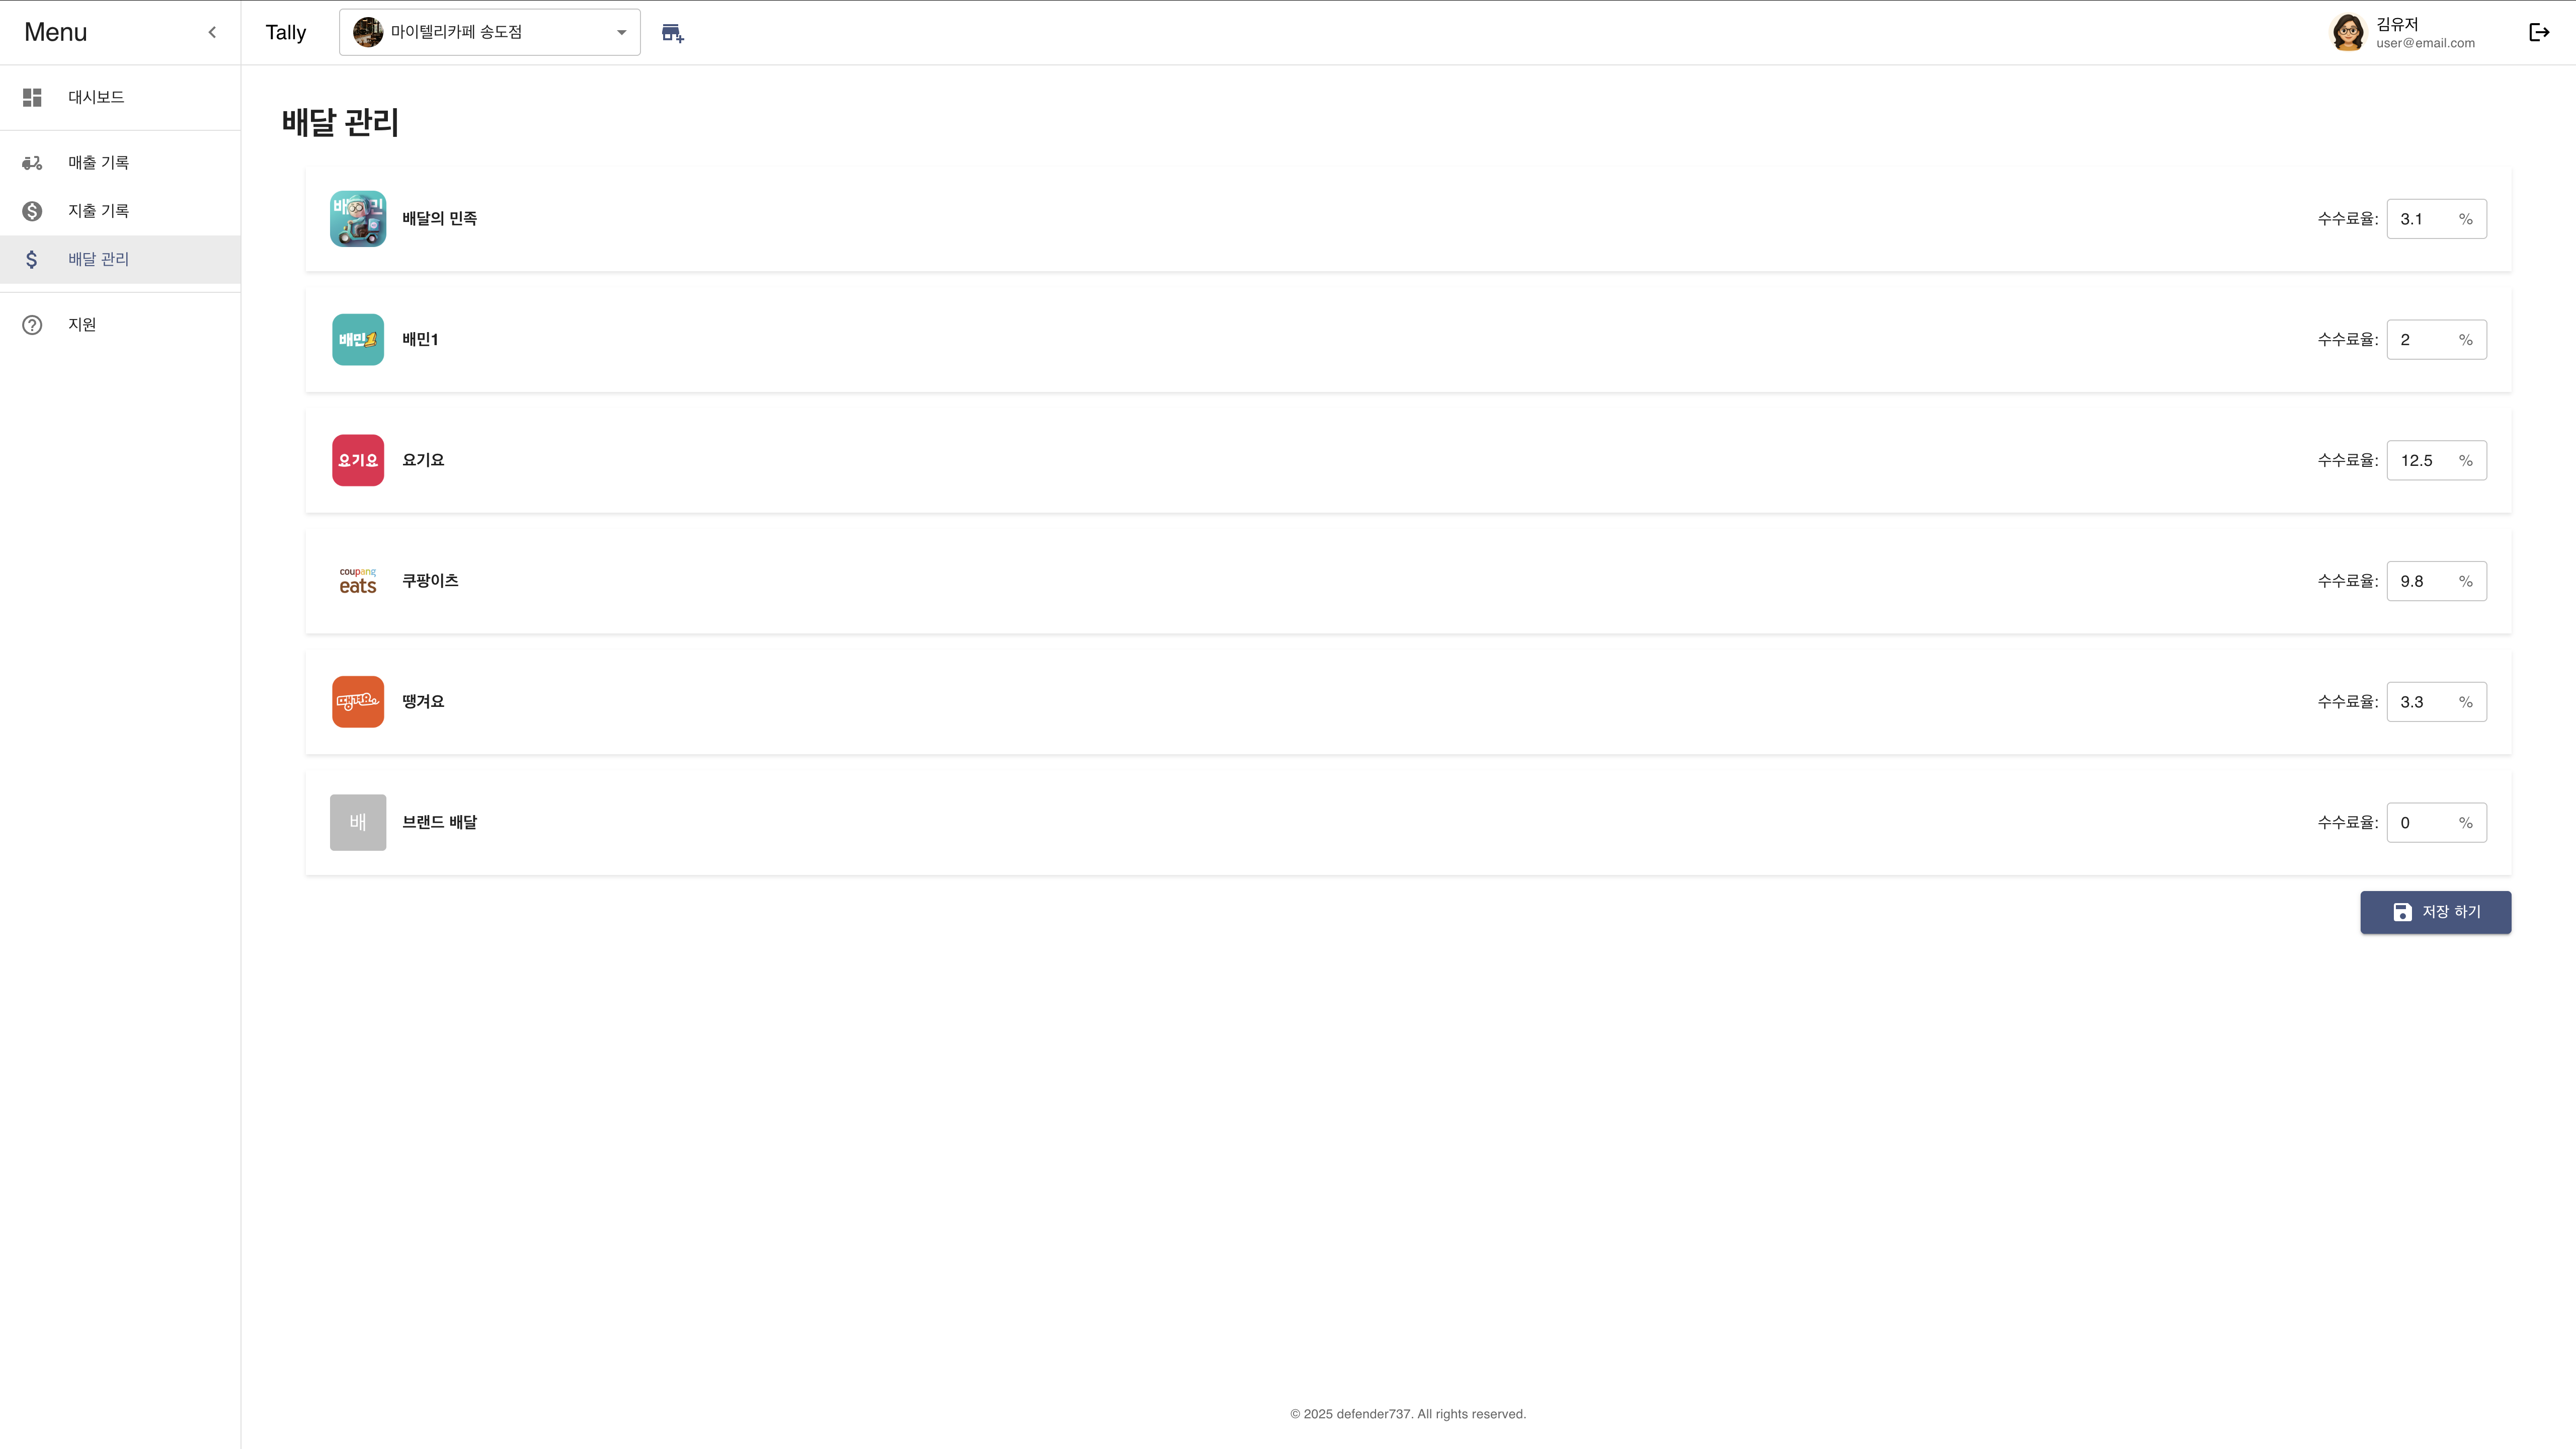 Menu
Tally
마이텔리카페 송도점
김유저
user@email.com
대시보드
매출 기록
지출 기록
배달 관리
지원
배달 관리
배달의 민족
수수료율: 3.1 %
배민1
배민1
수수료율: 2 %
요기요
요기요
수수료율: 12.5 %
coupang
eats
쿠팡이츠
수수료율: 9.8 %
땡겨요
땡겨요
수수료율: 3.3 %
배
브랜드 배달
수수료율: 0 %
저장 하기
© 2025 defender737. All rights reserved.